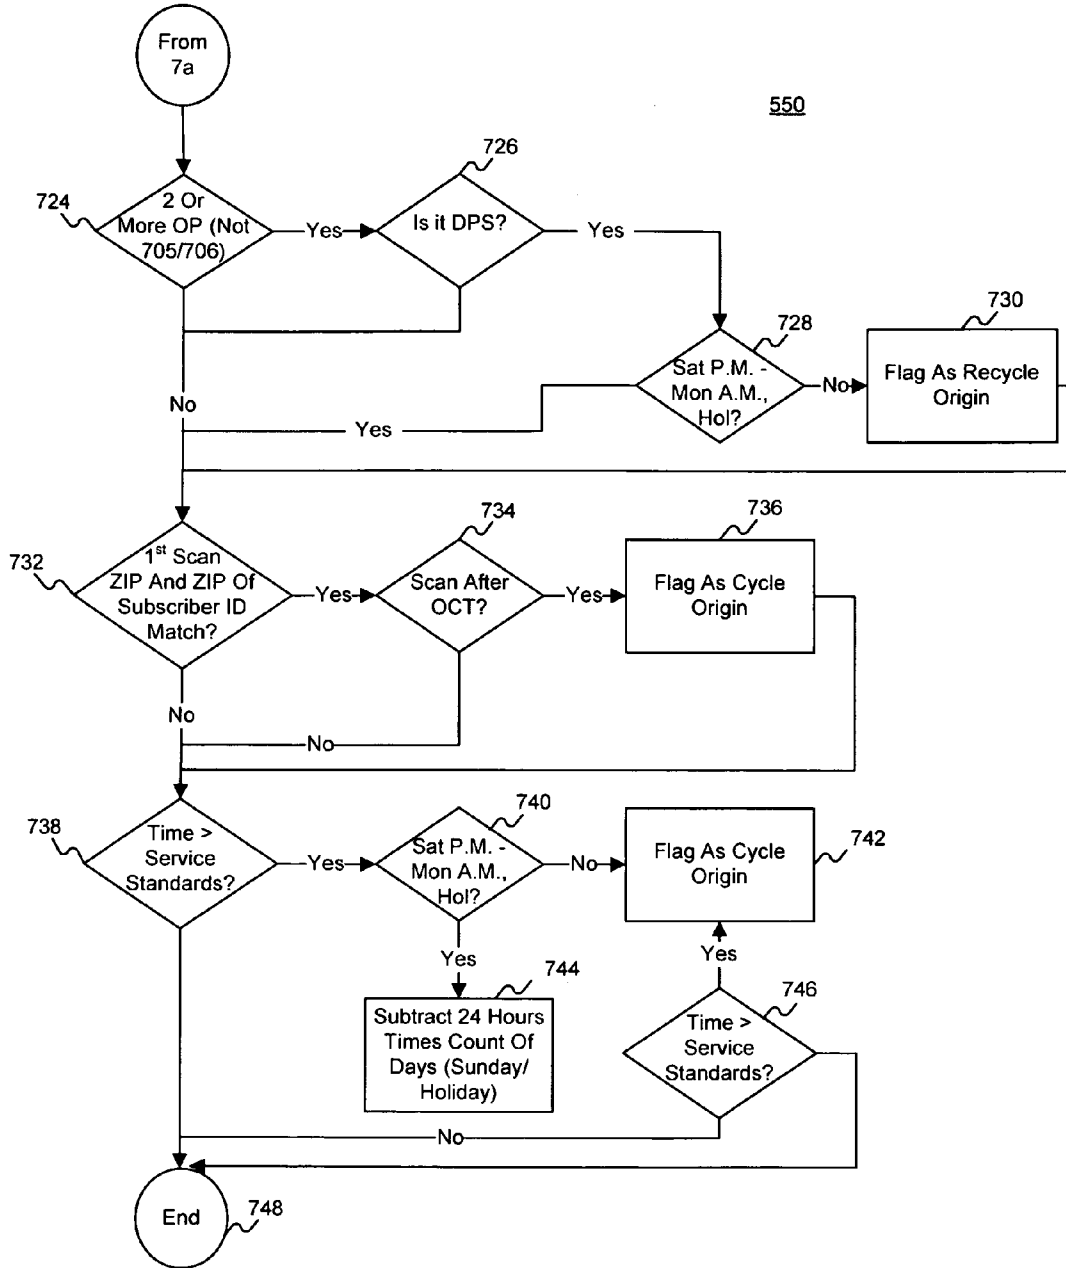 From
7a
550
724
2 Or
More OP (Not
705/706)
Yes
726
Is it DPS?
Yes
728
Sat P.M. -
Mon A.M.,
Hol?
No
730
Flag As Recycle
Origin
No
Yes
732
1st Scan
ZIP And ZIP Of
Subscriber ID
Match?
Yes
734
Scan After
OCT?
Yes
736
Flag As Cycle
Origin
No
No
738
Time >
Service
Standards?
Yes
740
Sat P.M. -
Mon A.M.,
Hol?
No
Flag As Cycle
Origin
742
Yes
Yes
744
Subtract 24 Hours
Times Count Of
Days (Sunday/
Holiday)
746
Time >
Service
Standards?
No
End
748